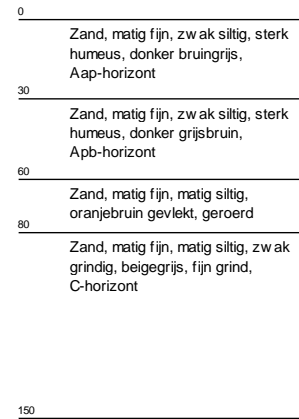 0
Zand, matig fijn, zwak siltig, sterk
humeus, donker bruingrijs,
Aap-horizont
30
Zand, matig fijn, zwak siltig, sterk
humeus, donker grijsbruin,
Apb-horizont
60
Zand, matig fijn, matig siltig,
oranjebruin gevlekt, geroerd
80
Zand, matig fijn, matig siltig, zwak
grindig, beigegrijs, fijn grind,
C-horizont
150